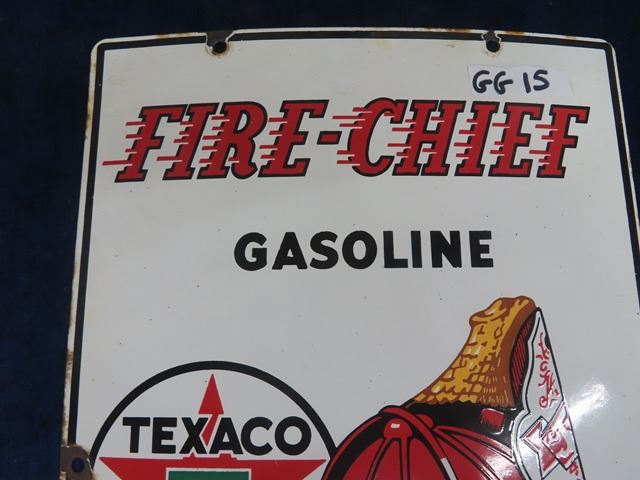 GG 15
FIRE-CHIEF
GASOLINE
TEXACO